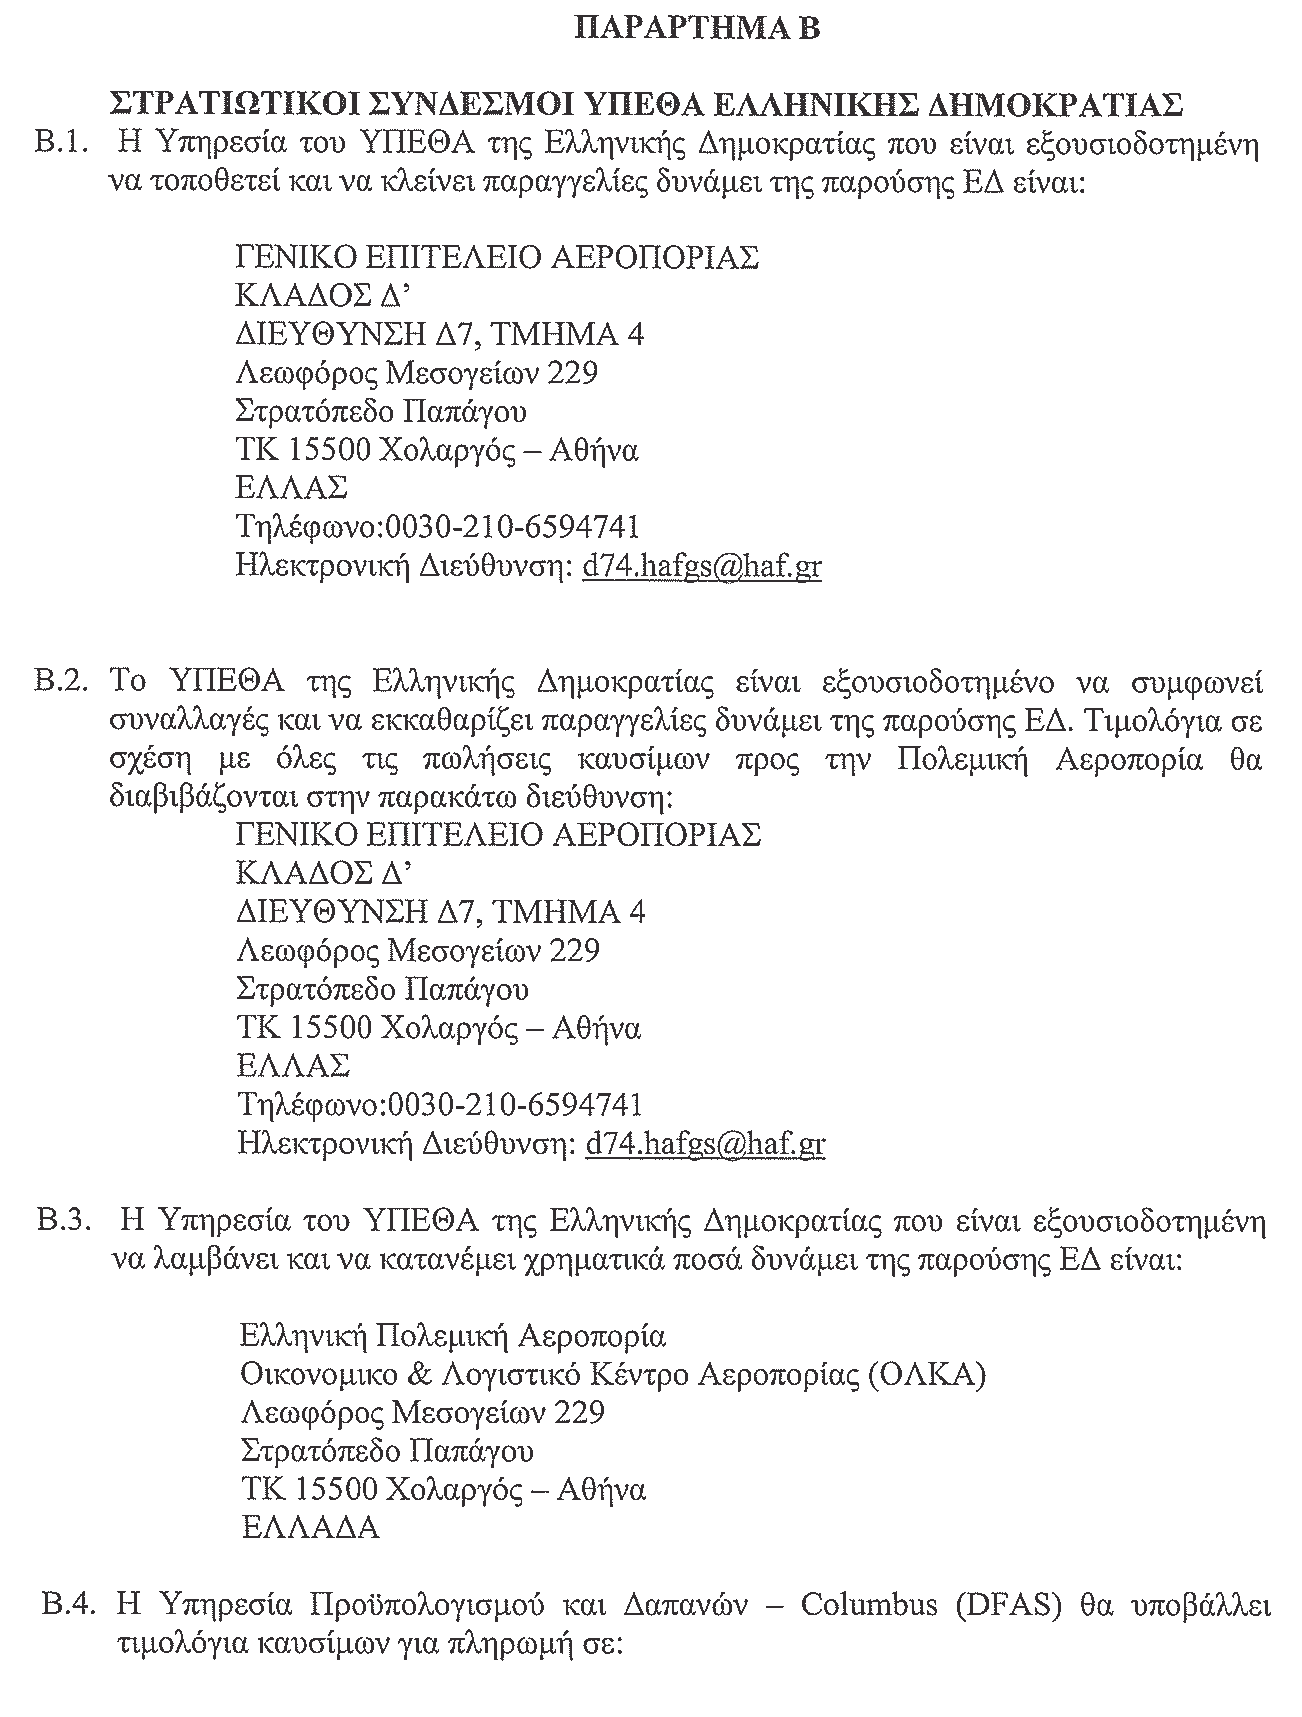 ΠΑΡΑΡΤΗΜΑ Β
ΣΤΡΑΤΙΩΤΙΚΟΙ ΣΥΝΔΕΣΜΟΙ ΥΠΕΘΑ ΕΛΛΗΝΙΚΗΣ ΔΗΜΟΚΡΑΤΙΑΣ
Β.1. Η Υπηρεσία του ΥΠΕΘΑ της Ελληνικής Δημοκρατίας που είναι εξουσιοδοτημένη
να τοποθετεί και να κλείνει παραγγελίες δυνάμει της παρούσης ΕΔ είναι:
ΓΕΝΙΚΟ ΕΠΙΤΕΛΕΙΟ ΑΕΡΟΠΟΡΙΑΣ
ΚΛΑΔΟΣ Δ’
ΔΙΕΥΘΥΝΣΗ Δ7, ΤΜΗΜΑ 4
Λεωφόρος Μεσογείων 229
Στρατόπεδο Παπάγου
ΤΚ 15500 Χολαργός – Αθήνα
ΕΛΛΑΣ
Τηλέφωνο:0030-210-6594741
Ηλεκτρονική Διεύθυνση: d74.hafgs@haf.gr
Β.2. Το ΥΠΕΘΑ της Ελληνικής Δημοκρατίας είναι εξουσιοδοτημένο να συμφωνεί
συναλλαγές και να εκκαθαρίζει παραγγελίες δυνάμει της παρούσης ΕΔ. Τιμολόγια σε
σχέση με όλες τις πωλήσεις καυσίμων προς την Πολεμική Αεροπορία θα
διαβιβάζονται στην παρακάτω διεύθυνση:
ΓΕΝΙΚΟ ΕΠΙΤΕΛΕΙΟ ΑΕΡΟΠΟΡΙΑΣ
ΚΛΑΔΟΣ Δ’
ΔΙΕΥΘΥΝΣΗ Δ7, ΤΜΗΜΑ 4
Λεωφόρος Μεσογείων 229
Στρατόπεδο Παπάγου
ΤΚ 15500 Χολαργός – Αθήνα
ΕΛΛΑΣ
Τηλέφωνο:0030-210-6594741
Ηλεκτρονική Διεύθυνση: d74.hafgs@haf.gr
Β.3. Η Υπηρεσία του ΥΠΕΘΑ της Ελληνικής Δημοκρατίας που είναι εξουσιοδοτημένη
να λαμβάνει και να κατανέμει χρηματικά ποσά δυνάμει της παρούσης ΕΔ είναι:
Ελληνική Πολεμική Αεροπορία
Οικονομικο & Λογιστικό Κέντρο Αεροπορίας (ΟΛΚΑ)
Λεωφόρος Μεσογείων 229
Στρατόπεδο Παπάγου
ΤΚ 15500 Χολαργός – Αθήνα
ΕΛΛΑΔΑ
Β.4. Η Υπηρεσία Προϋπολογισμού και Δαπανών – Columbus (DFAS) θα υποβάλλει
τιμολόγια καυσίμων για πληρωμή σε: